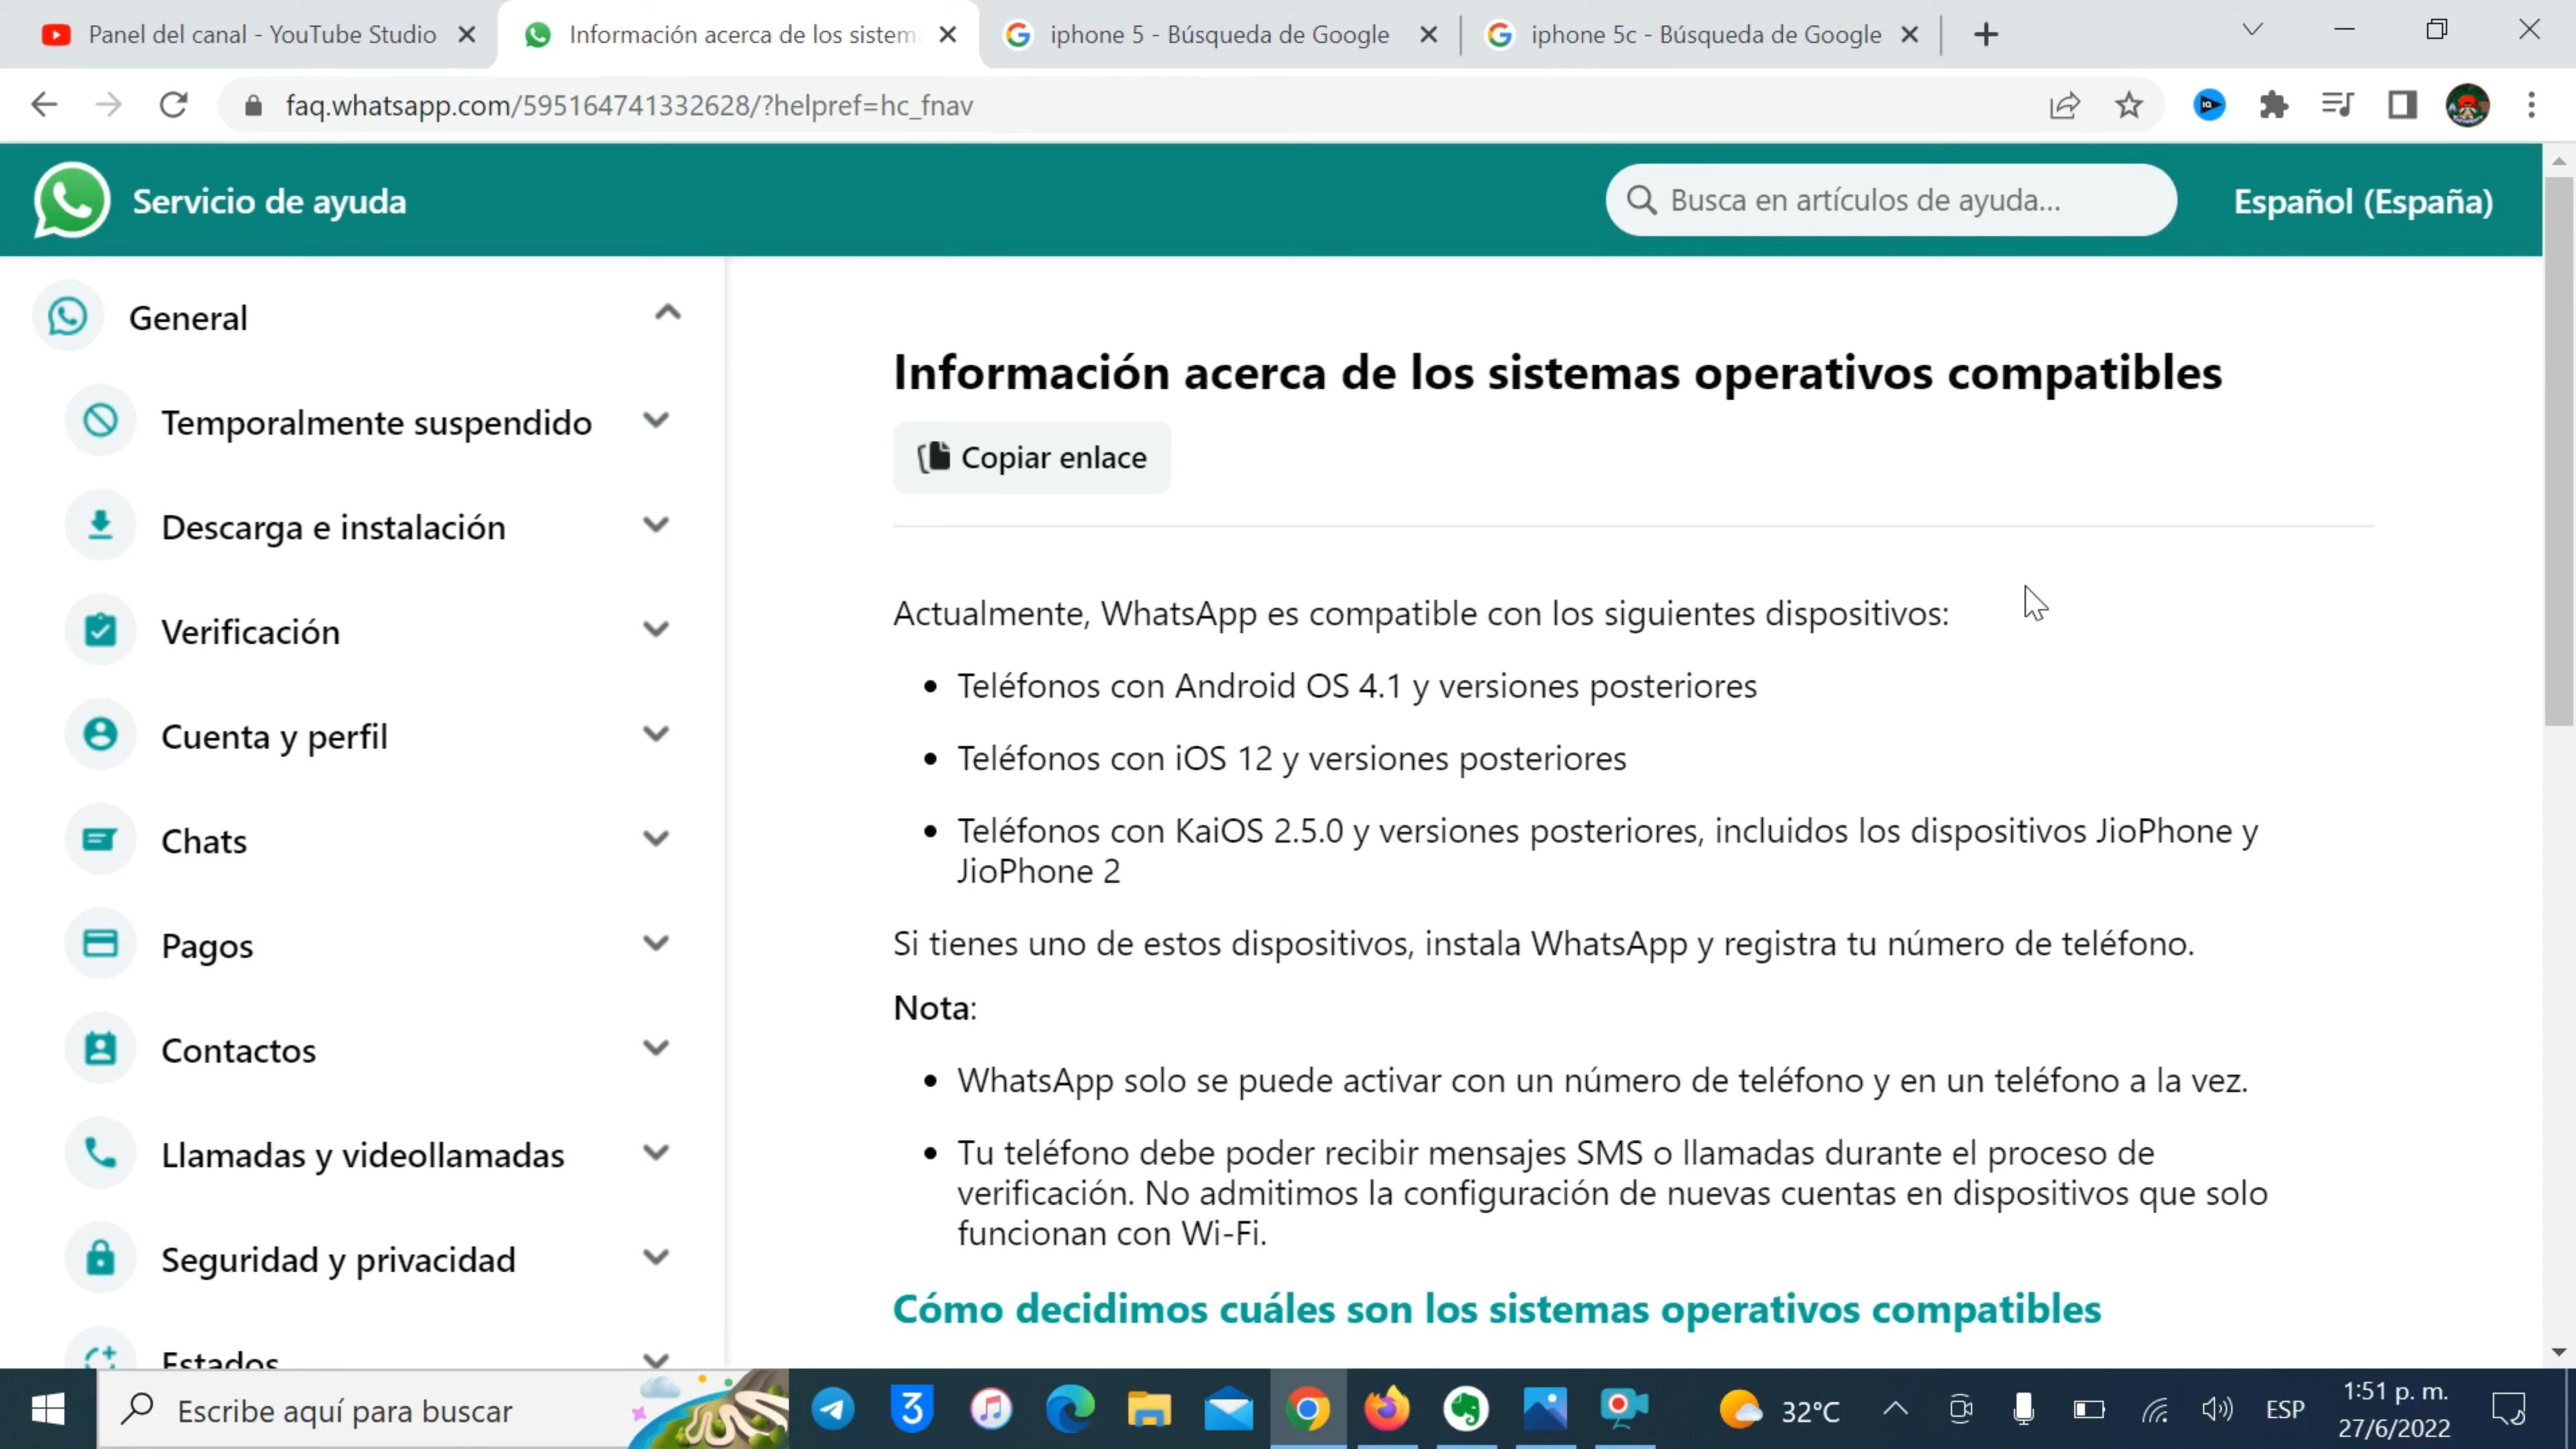 Panel del canal - YouTube Studio
Información acerca de los sistem
iphone 5 - Búsqueda de Google
iphone 5c - Búsqueda de Google
faq.whatsapp.com/595164741332628/?helpref=hc_fnav
Servicio de ayuda
Busca en artículos de ayuda...
Español (España)
General
Temporalmente suspendido
Descarga e instalación
Verificación
Cuenta y perfil
Chats
Pagos
Contactos
Llamadas y videollamadas
Seguridad y privacidad
Estados
Información acerca de los sistemas operativos compatibles
Copiar enlace
Actualmente, WhatsApp es compatible con los siguientes dispositivos:
• Teléfonos con Android OS 4.1 y versiones posteriores
• Teléfonos con iOS 12 y versiones posteriores
• Teléfonos con KaiOS 2.5.0 y versiones posteriores, incluidos los dispositivos JioPhone y
JioPhone 2
Si tienes uno de estos dispositivos, instala WhatsApp y registra tu número de teléfono.
Nota:
• WhatsApp solo se puede activar con un número de teléfono y en un teléfono a la vez.
• Tu teléfono debe poder recibir mensajes SMS o llamadas durante el proceso de
verificación. No admitimos la configuración de nuevas cuentas en dispositivos que solo
funcionan con Wi-Fi.
Cómo decidimos cuáles son los sistemas operativos compatibles
Escribe aquí para buscar
3
32°C
ESP
1:51 p. m.
27/6/2022